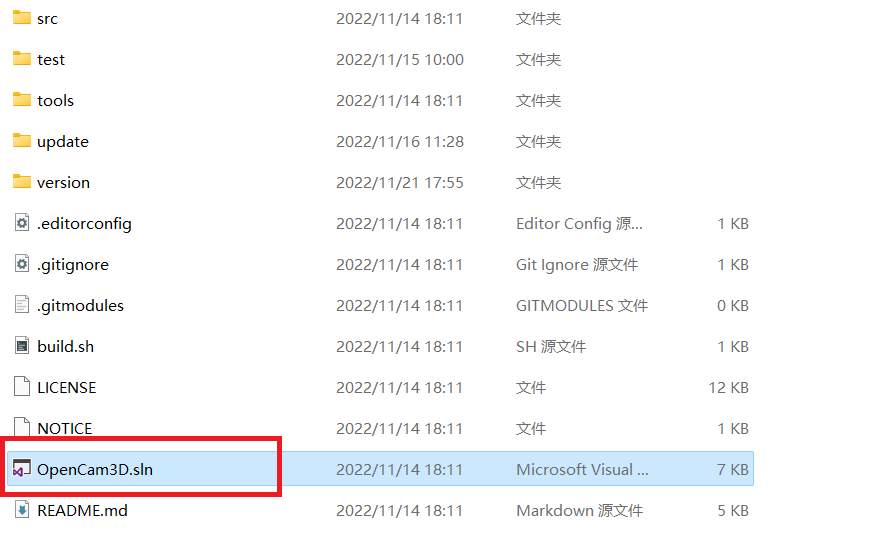 src 2022/11/14 18:11 文件夹
test 2022/11/15 10:00 文件夹
tools 2022/11/14 18:11 文件夹
update 2022/11/16 11:28 文件夹
version 2022/11/21 17:55 文件夹
.editorconfig 2022/11/14 18:11 Editor Config 源... 1 KB
.gitignore 2022/11/14 18:11 Git Ignore 源文件 1 KB
.gitmodules 2022/11/14 18:11 GITMODULES 文件 0 KB
build.sh 2022/11/14 18:11 SH 源文件 1 KB
LICENSE 2022/11/14 18:11 文件 12 KB
NOTICE 2022/11/14 18:11 文件 1 KB
OpenCam3D.sln 2022/11/14 18:11 Microsoft Visual ... 7 KB
README.md 2022/11/14 18:11 Markdown 源文件 5 KB